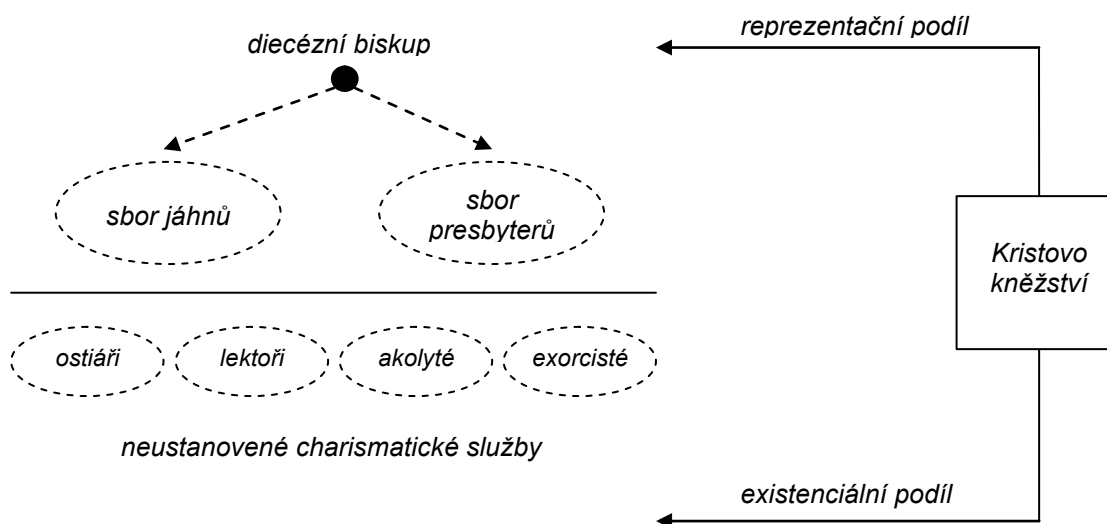 reprezentační podíl
diecézní biskup
sbor jáhnů
sbor
presbyterů
Kristovo
kněžství
ostiáři
lektoři
akolyté
exorcisté
neustanovené charismatické služby
existenciální podíl